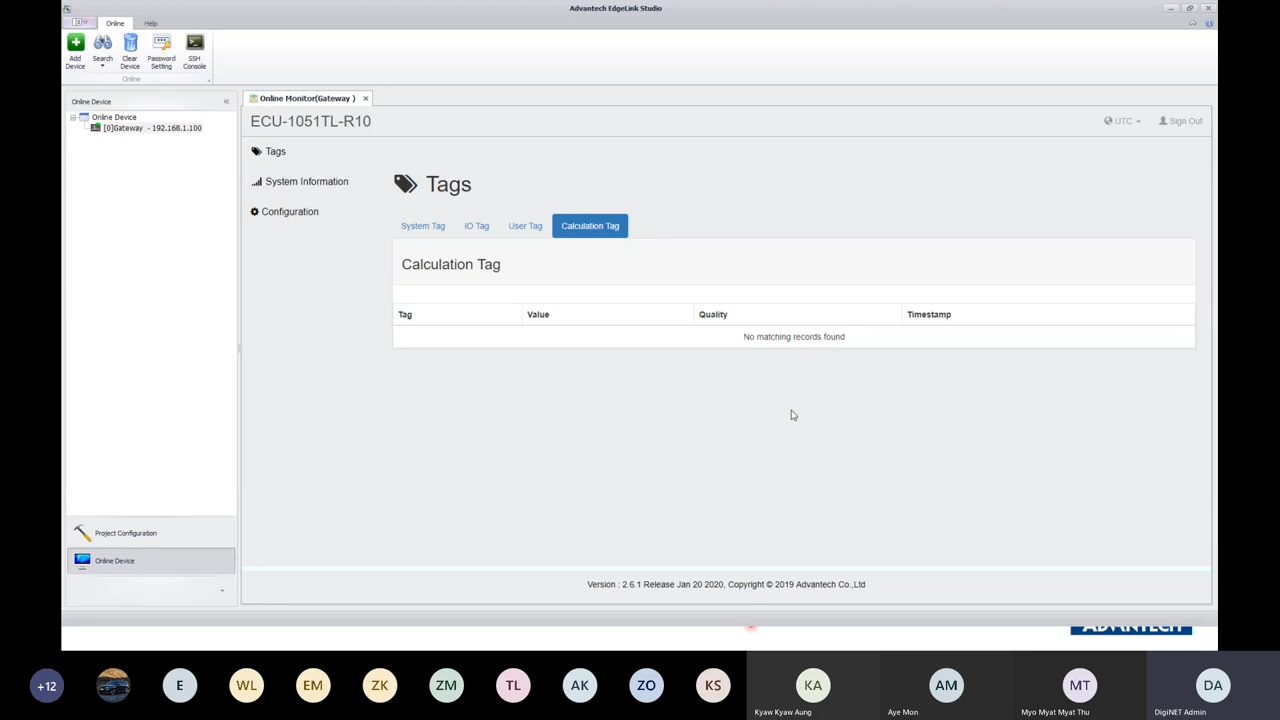 Advantech EdgeLink Studio
Online
Help
Add
Device
Search
Clear
Device
Password
Setting
SSH
Console
Online
Online Device
Online Device
[0]Gateway - 192.168.1.100
Project Configuration
Online Device
Online Monitor(Gateway )
ECU-1051TL-R10
UTC
Sign Out
Tags
System Information
Configuration
Tags
System Tag
IO Tag
User Tag
Calculation Tag
Calculation Tag
Tag
Value
Quality
Timestamp
No matching records found
Version : 2.6.1 Release Jan 20 2020, Copyright © 2019 Advantech Co.,Ltd
ADVANTECH
+12
E
WL
EM
ZK
ZM
TL
AK
ZO
KS
KA
Kyaw Kyaw Aung
AM
Aye Mon
MT
Myo Myat Myat Thu
DA
DigiNET Admin